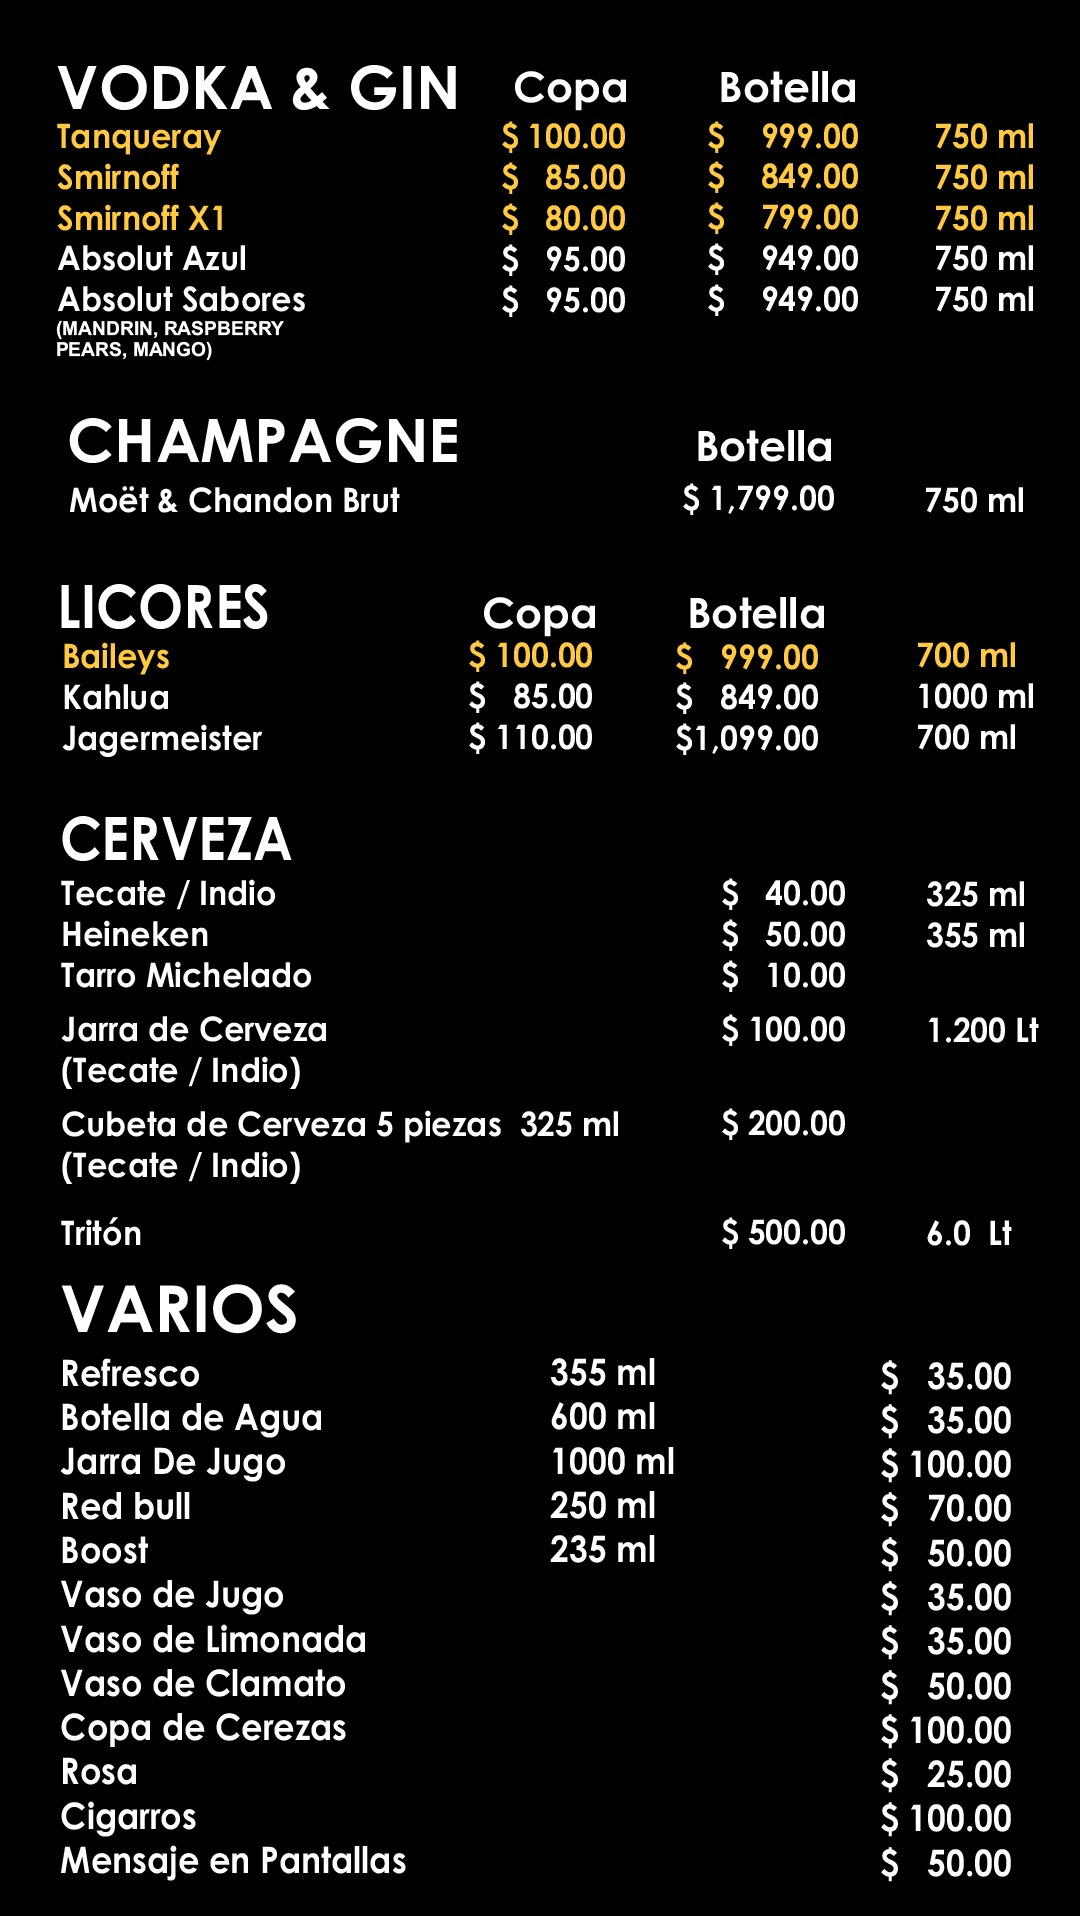 VODKA & GIN Copa Botella
Tanqueray $ 100.00 $ 999.00 750 ml
Smirnoff $ 85.00 $ 849.00 750 ml
Smirnoff X1 $ 80.00 $ 799.00 750 ml
Absolut Azul $ 95.00 $ 949.00 750 ml
Absolut Sabores $ 95.00 $ 949.00 750 ml
(MANDRIN, RASPBERRY
PEARS, MANGO)
CHAMPAGNE Botella
Moët & Chandon Brut $ 1,799.00 750 ml
LICORES Copa Botella
Baileys $ 100.00 $ 999.00 700 ml
Kahlua $ 85.00 $ 849.00 1000 ml
Jagermeister $ 110.00 $1,099.00 700 ml
CERVEZA
Tecate / Indio $ 40.00 325 ml
Heineken $ 50.00 355 ml
Tarro Michelado $ 10.00
Jarra de Cerveza $ 100.00 1.200 Lt
(Tecate / Indio)
Cubeta de Cerveza 5 piezas 325 ml $ 200.00
(Tecate / Indio)
Tritón $ 500.00 6.0 Lt
VARIOS
Refresco 355 ml $ 35.00
Botella de Agua 600 ml $ 35.00
Jarra De Jugo 1000 ml $ 100.00
Red bull 250 ml $ 70.00
Boost 235 ml $ 50.00
Vaso de Jugo $ 35.00
Vaso de Limonada $ 35.00
Vaso de Clamato $ 50.00
Copa de Cerezas $ 100.00
Rosa $ 25.00
Cigarros $ 100.00
Mensaje en Pantallas $ 50.00